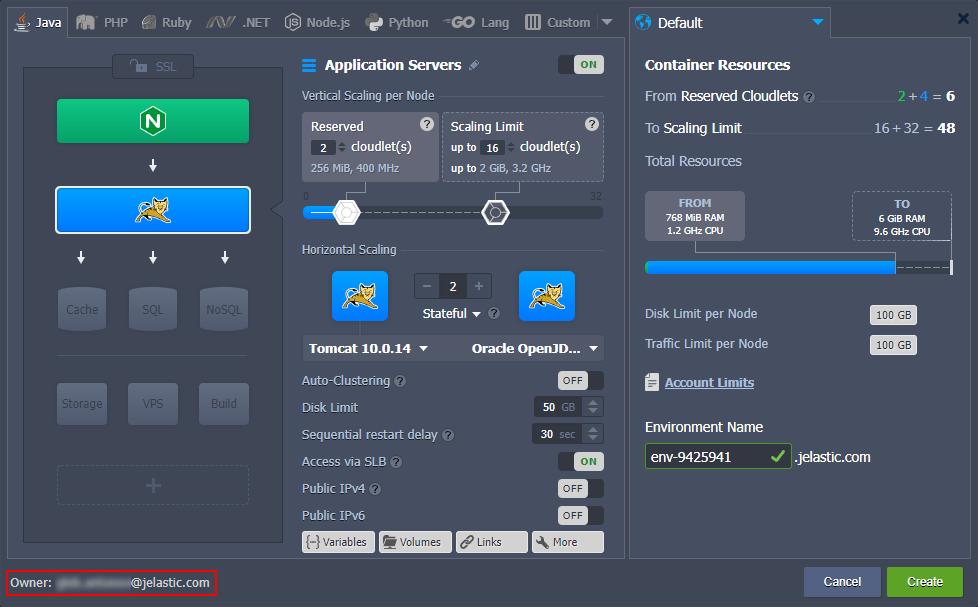 Java PHP Ruby .NET Node.js Python Lang Custom
Default
SSL
Application Servers ON
Vertical Scaling per Node
Reserved ?
2 cloudlet(s)
256 MiB, 400 MHz
Scaling Limit ?
up to 16 cloudlet(s)
up to 2 GiB, 3.2 GHz
0 32
Horizontal Scaling
− 2 +
Stateful ?
Tomcat 10.0.14 Oracle OpenJD...
Auto-Clustering ? OFF
Disk Limit 50 GB
Sequential restart delay ? 30 sec
Access via SLB ? ON
Public IPv4 ? OFF
Public IPv6 OFF
Variables Volumes Links More
Cache SQL NoSQL
Storage VPS Build
+
Container Resources
From Reserved Cloudlets ? 2 + 4 = 6
To Scaling Limit 16 + 32 = 48
Total Resources
FROM
768 MiB RAM
1.2 GHz CPU
TO
6 GiB RAM
9.6 GHz CPU
Disk Limit per Node 100 GB
Traffic Limit per Node 100 GB
Account Limits
Environment Name
env-9425941 .jelastic.com
Owner: @jelastic.com
Cancel Create